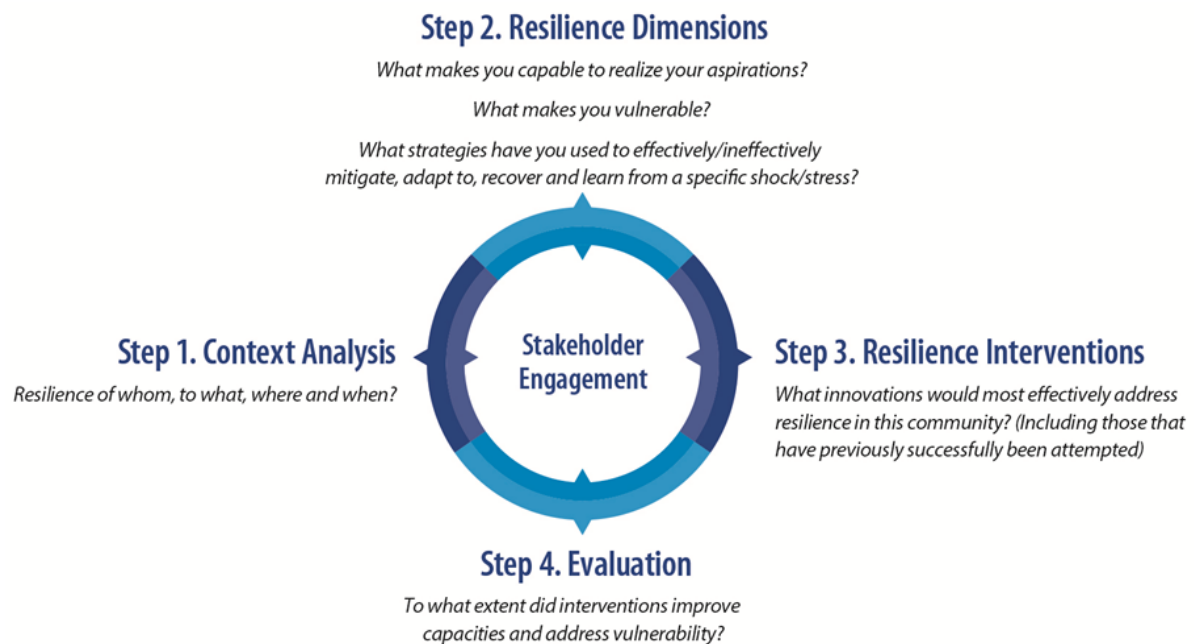 Step 2. Resilience Dimensions
What makes you capable to realize your aspirations?
What makes you vulnerable?
What strategies have you used to effectively/ineffectively
mitigate, adapt to, recover and learn from a specific shock/stress?
Step 1. Context Analysis
Resilience of whom, to what, where and when?
Stakeholder
Engagement
Step 3. Resilience Interventions
What innovations would most effectively address
resilience in this community? (Including those that
have previously successfully been attempted)
Step 4. Evaluation
To what extent did interventions improve
capacities and address vulnerability?